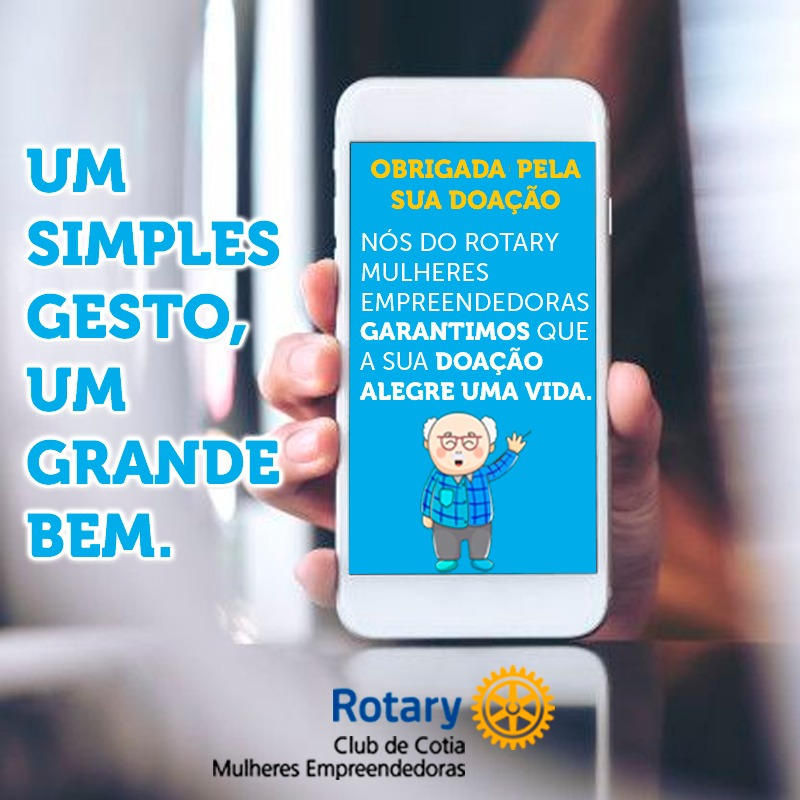 UM
SIMPLES
GESTO,
UM
GRANDE
BEM.
OBRIGADA PELA
SUA DOAÇÃO
NÓS DO ROTARY
MULHERES
EMPREENDEDORAS
GARANTIMOS QUE
A SUA DOAÇÃO
ALEGRE UMA VIDA.
Rotary
Club de Cotia
Mulheres Empreendedoras